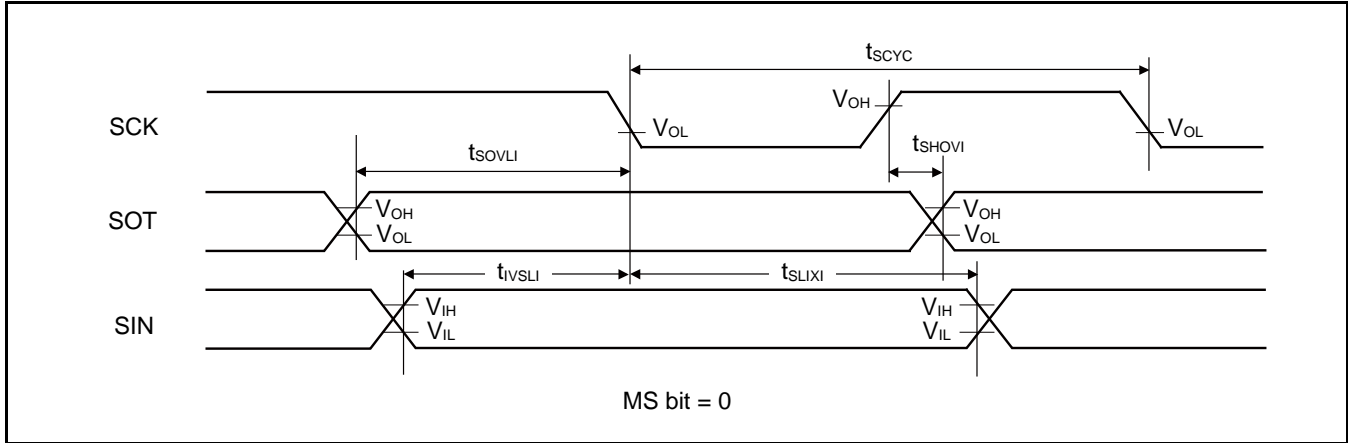 tSCYC
SCK
VOH
VOL
VOL
tSHOVI
tSOVLI
SOT
VOH
VOL
VOH
VOL
tIVSLI
tSLIXI
SIN
VIH
VIL
VIH
VIL
MS bit = 0